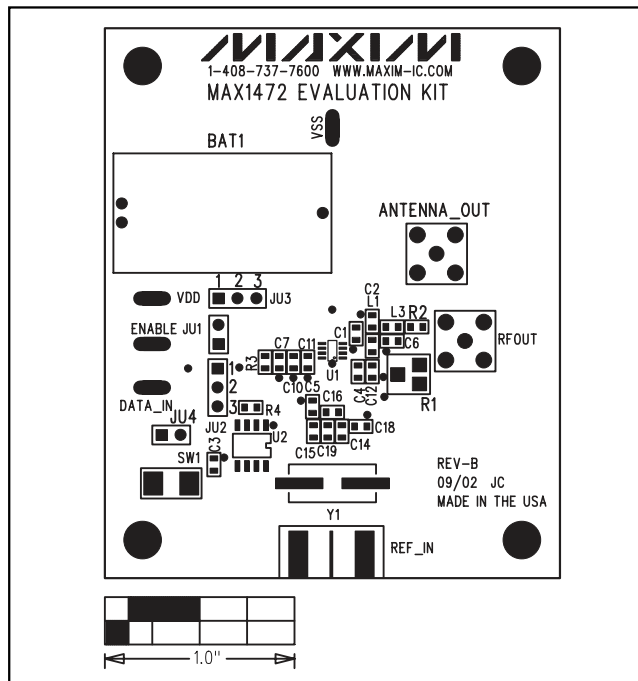 MAXIM
1-408-737-7600 WWW.MAXIM-IC.COM
MAX1472 EVALUATION KIT
VSS
BAT1
ANTENNA_OUT
1 2 3
VDD
JU3
C2
L1
ENABLE JU1
C1
L3 R2
C6
RFOUT
R3
C7
C11
C10
U1
C4
C12
R1
1
2
3
DATA_IN
JU2
R4
C5
C16
JU4
U2
C15
C19
C14
C18
SW1
C3
REV-B
09/02 JC
MADE IN THE USA
Y1
REF_IN
1.0"